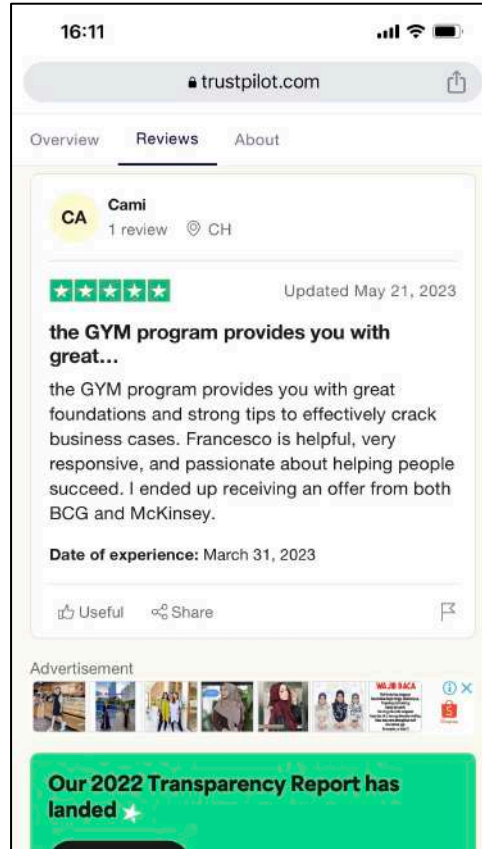 16:11
trustpilot.com
Overview Reviews About
CA
Cami
1 review CH
Updated May 21, 2023
the GYM program provides you with
great...
the GYM program provides you with great
foundations and strong tips to effectively crack
business cases. Francesco is helpful, very
responsive, and passionate about helping people
succeed. I ended up receiving an offer from both
BCG and McKinsey.
Date of experience: March 31, 2023
Useful Share
Advertisement
WAJIB BACA
Our 2022 Transparency Report has
landed